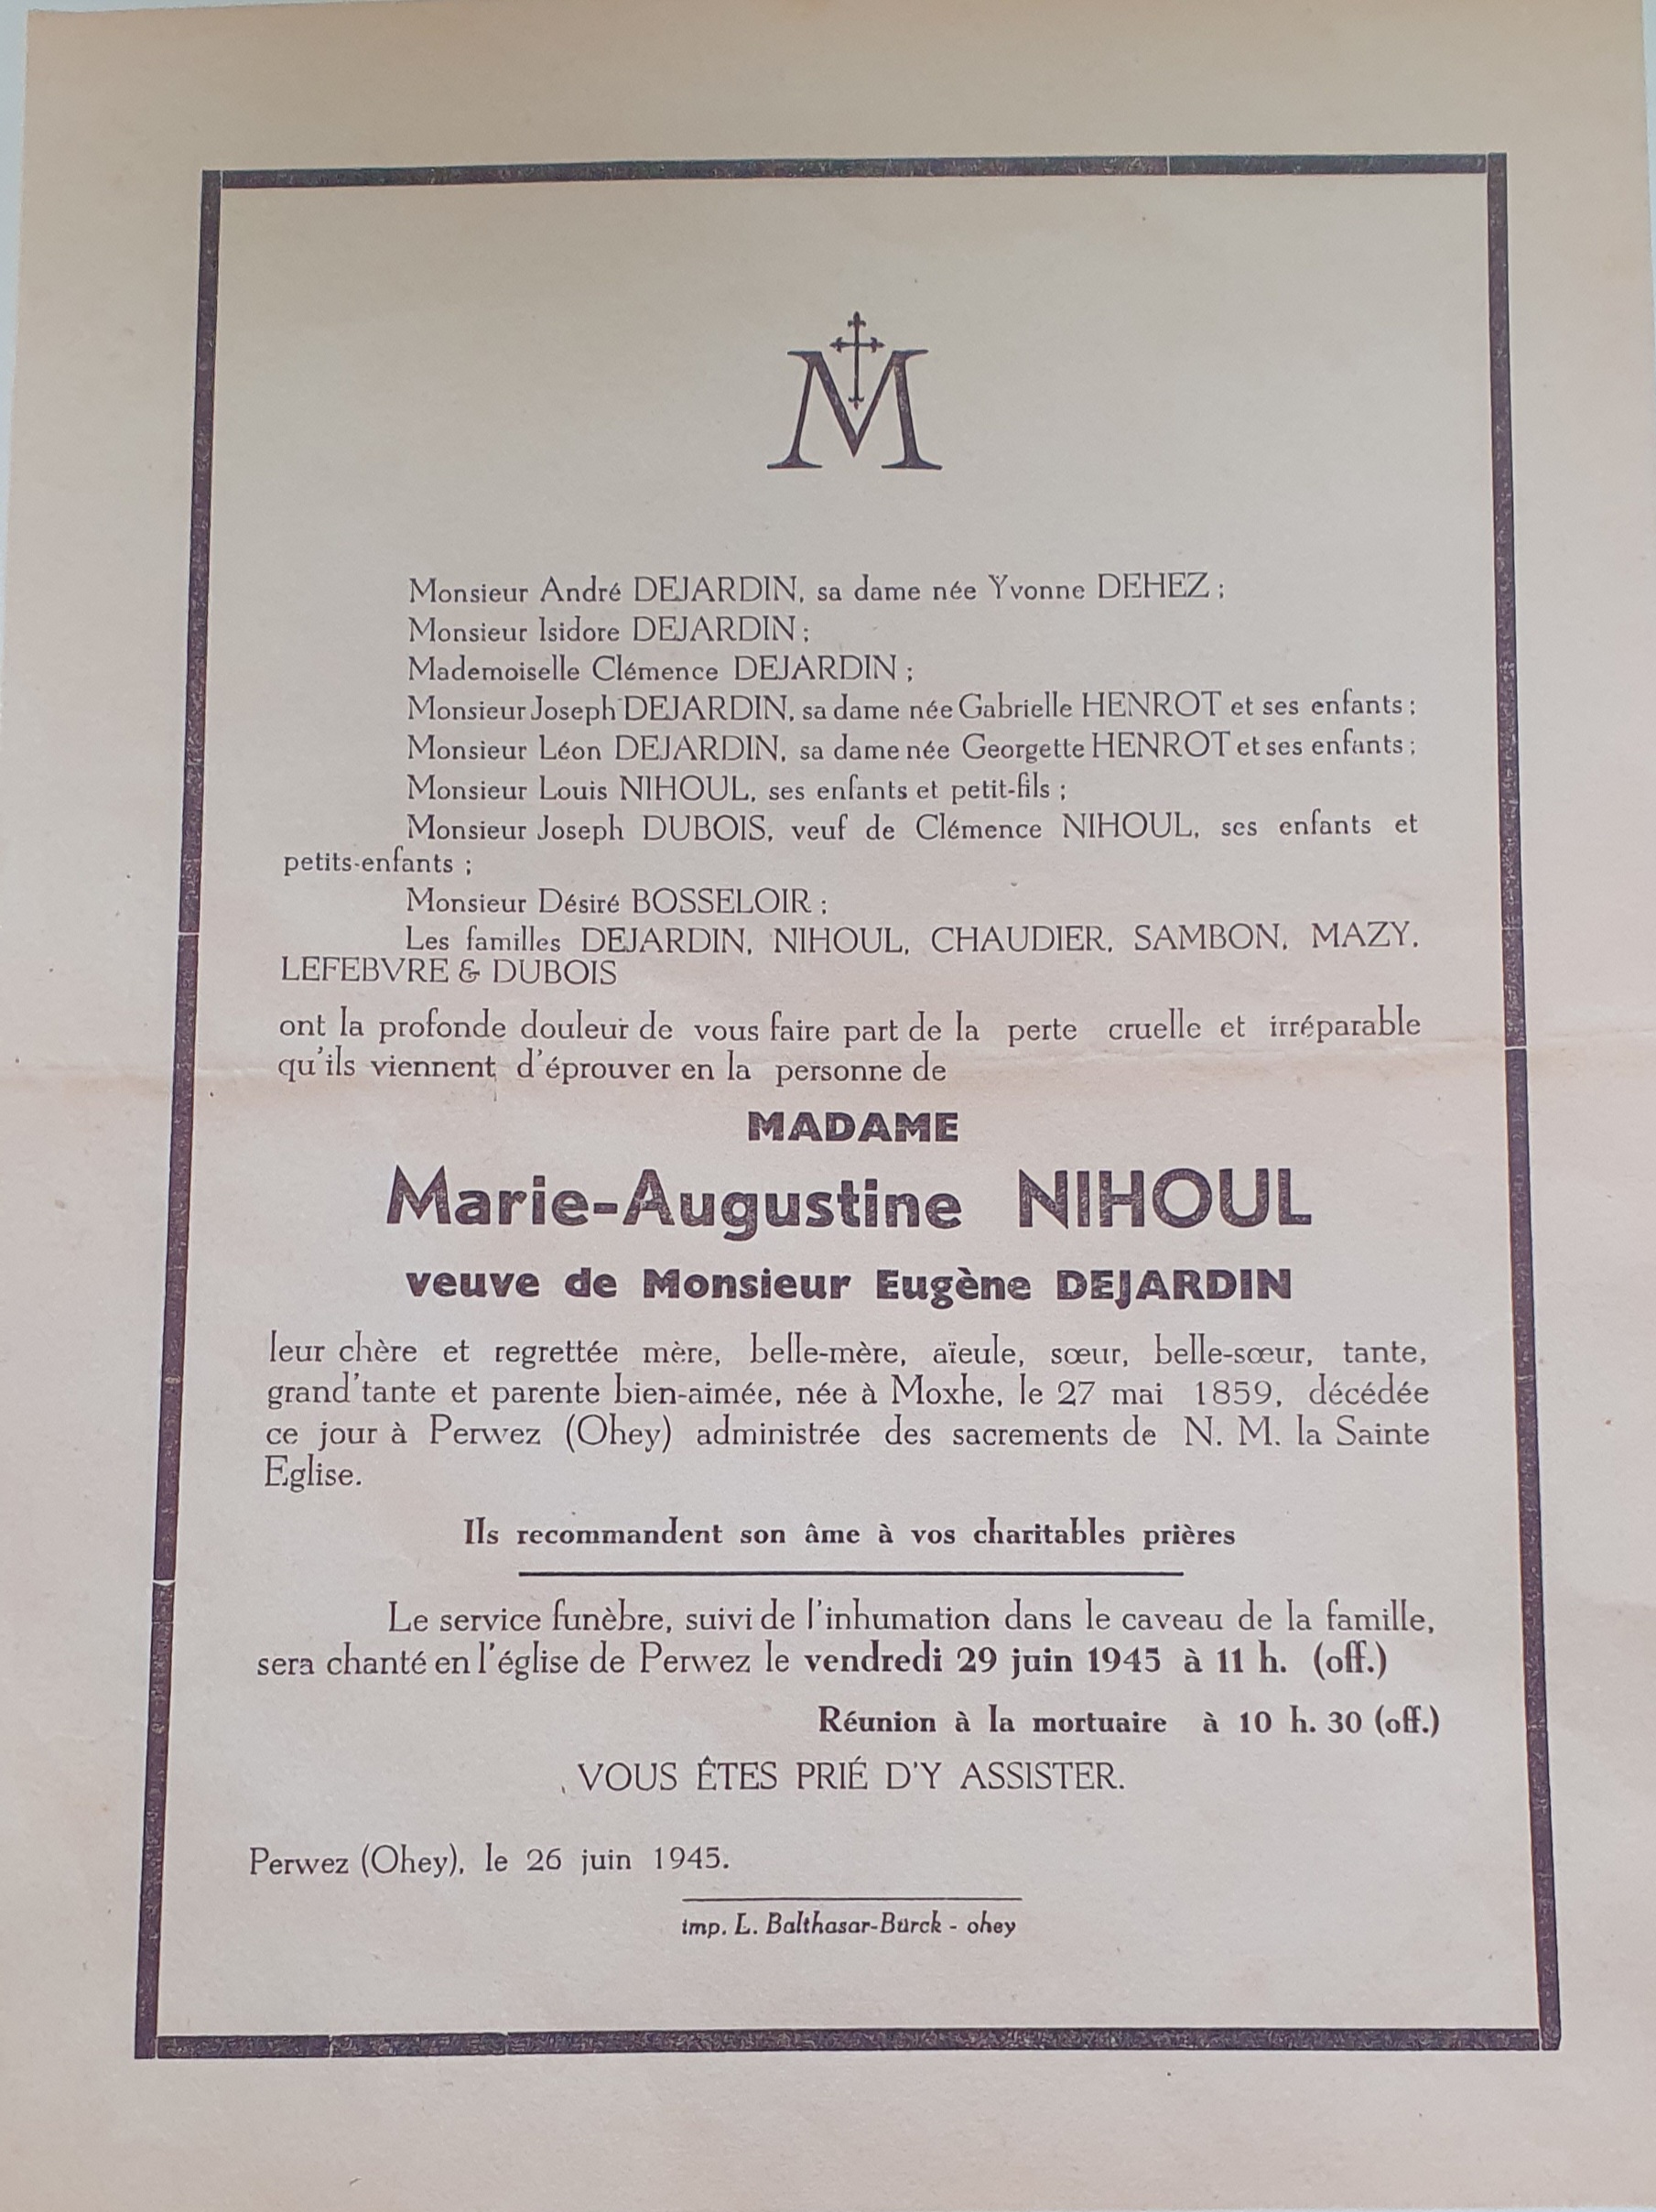 M
Monsieur André DEJARDIN, sa dame née Yvonne DEHEZ ;
Monsieur Isidore DEJARDIN ;
Mademoiselle Clémence DEJARDIN ;
Monsieur Joseph DEJARDIN, sa dame née Gabrielle HENROT et ses enfants ;
Monsieur Léon DEJARDIN, sa dame née Georgette HENROT et ses enfants ;
Monsieur Louis NIHOUL, ses enfants et petit-fils ;
Monsieur Joseph DUBOIS, veuf de Clémence NIHOUL, ses enfants et
petits-enfants ;
Monsieur Désiré BOSSELOIR ;
Les familles DEJARDIN, NIHOUL, CHAUDIER, SAMBON, MAZY,
LEFEBVRE & DUBOIS
ont la profonde douleur de vous faire part de la perte cruelle et irréparable
qu'ils viennent d'éprouver en la personne de
MADAME
Marie-Augustine NIHOUL
veuve de Monsieur Eugène DEJARDIN
leur chère et regrettée mère, belle-mère, aïeule, sœur, belle-sœur, tante,
grand'tante et parente bien-aimée, née à Moxhe, le 27 mai 1859, décédée
ce jour à Perwez (Ohey) administrée des sacrements de N. M. la Sainte
Eglise.
Ils recommandent son âme à vos charitables prières
Le service funèbre, suivi de l'inhumation dans le caveau de la famille,
sera chanté en l'église de Perwez le vendredi 29 juin 1945 à 11 h. (off.)
Réunion à la mortuaire à 10 h. 30 (off.)
VOUS ÊTES PRIÉ D'Y ASSISTER.
Perwez (Ohey), le 26 juin 1945.
imp. L. Balthasar-Bürck - ohey